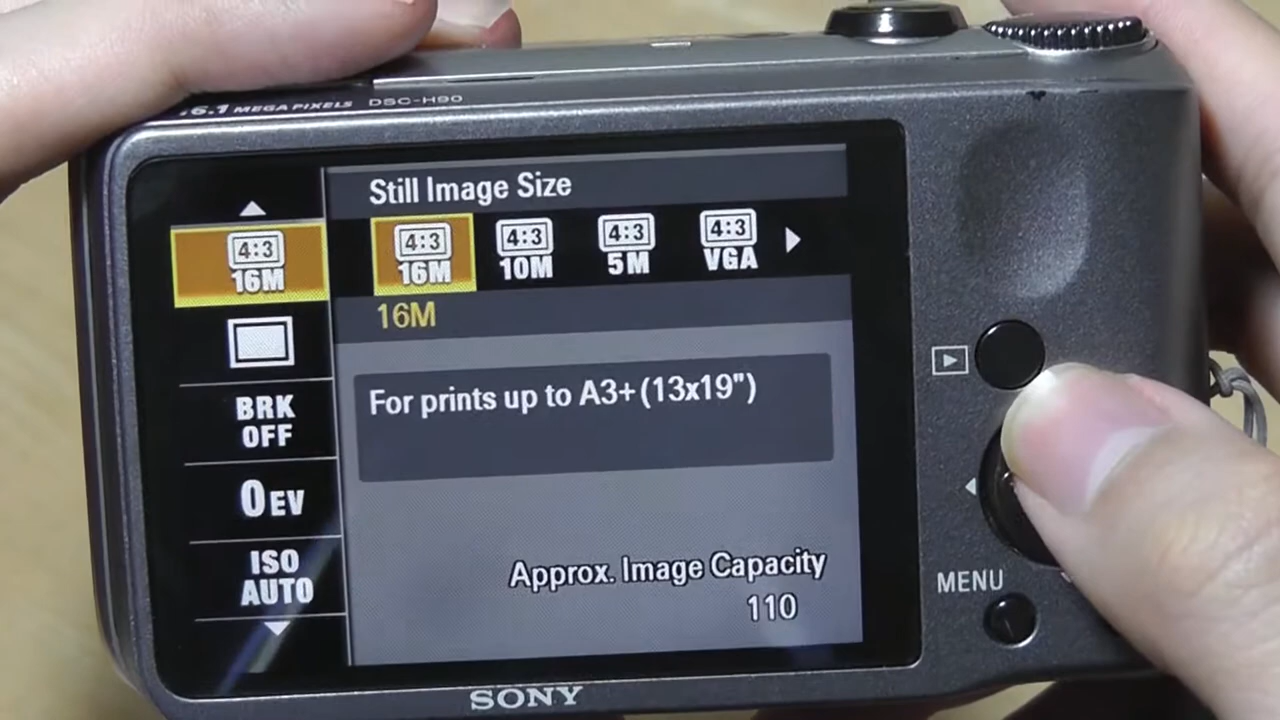 16.1 MEGA PIXELS DSC-H90
Still Image Size
4:3 16M
4:3 16M
4:3 10M
4:3 5M
4:3 VGA
16M
For prints up to A3+ (13x19")
BRK
OFF
0EV
ISO
AUTO
Approx. Image Capacity
110
MENU
SONY